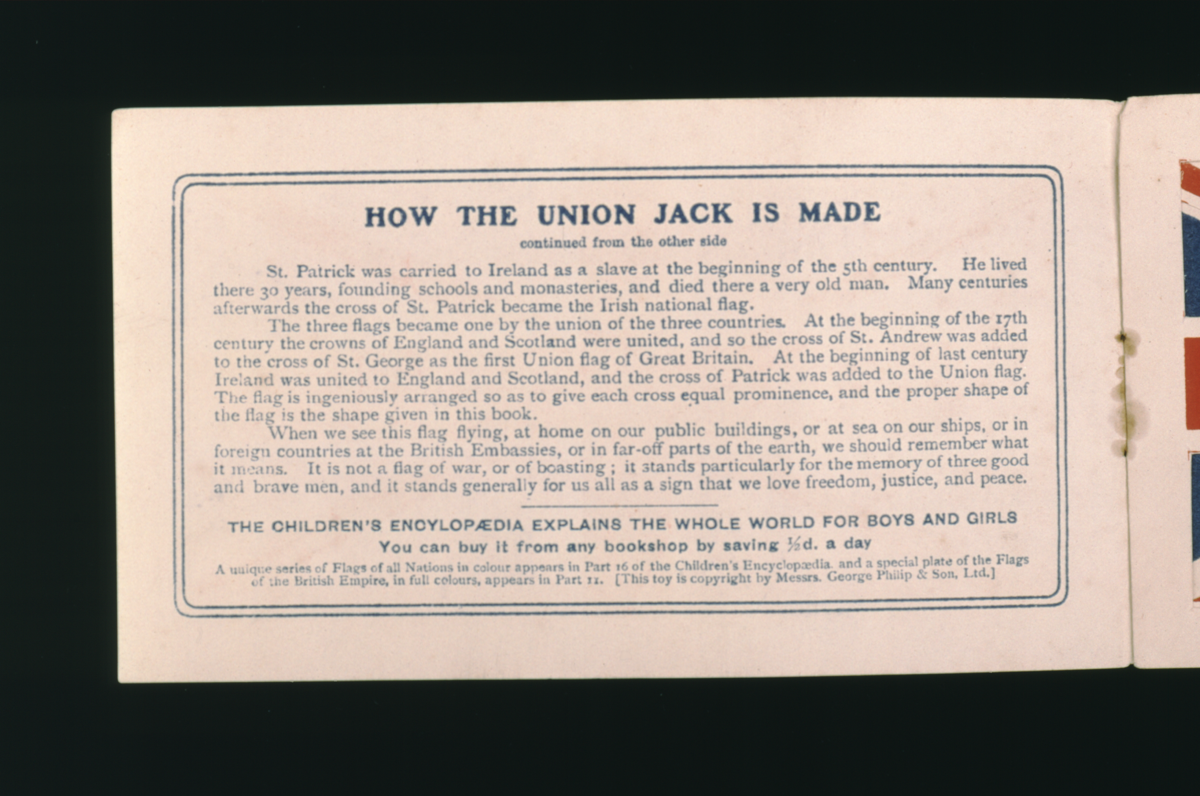 HOW THE UNION JACK IS MADE
continued from the other side
St. Patrick was carried to Ireland as a slave at the beginning of the 5th century. He lived
there 30 years, founding schools and monasteries, and died there a very old man. Many centuries
afterwards the cross of St. Patrick became the Irish national flag.
The three flags became one by the union of the three countries. At the beginning of the 17th
century the crowns of England and Scotland were united, and so the cross of St. Andrew was added
to the cross of St. George as the first Union flag of Great Britain. At the beginning of last century
Ireland was united to England and Scotland, and the cross of Patrick was added to the Union flag.
The flag is ingeniously arranged so as to give each cross equal prominence, and the proper shape of
the flag is the shape given in this book.
When we see this flag flying, at home on our public buildings, or at sea on our ships, or in
foreign countries at the British Embassies, or in far-off parts of the earth, we should remember what
it means. It is not a flag of war, or of boasting; it stands particularly for the memory of three good
and brave men, and it stands generally for us all as a sign that we love freedom, justice, and peace.
THE CHILDREN'S ENCYLOPÆDIA EXPLAINS THE WHOLE WORLD FOR BOYS AND GIRLS
You can buy it from any bookshop by saving ½d. a day
A unique series of Flags of all Nations in colour appears in Part 16 of the Children's Encyclopædia. and a special plate of the Flags
of the British Empire, in full colours, appears in Part 11. [This toy is copyright by Messrs. George Philip & Son, Ltd.]